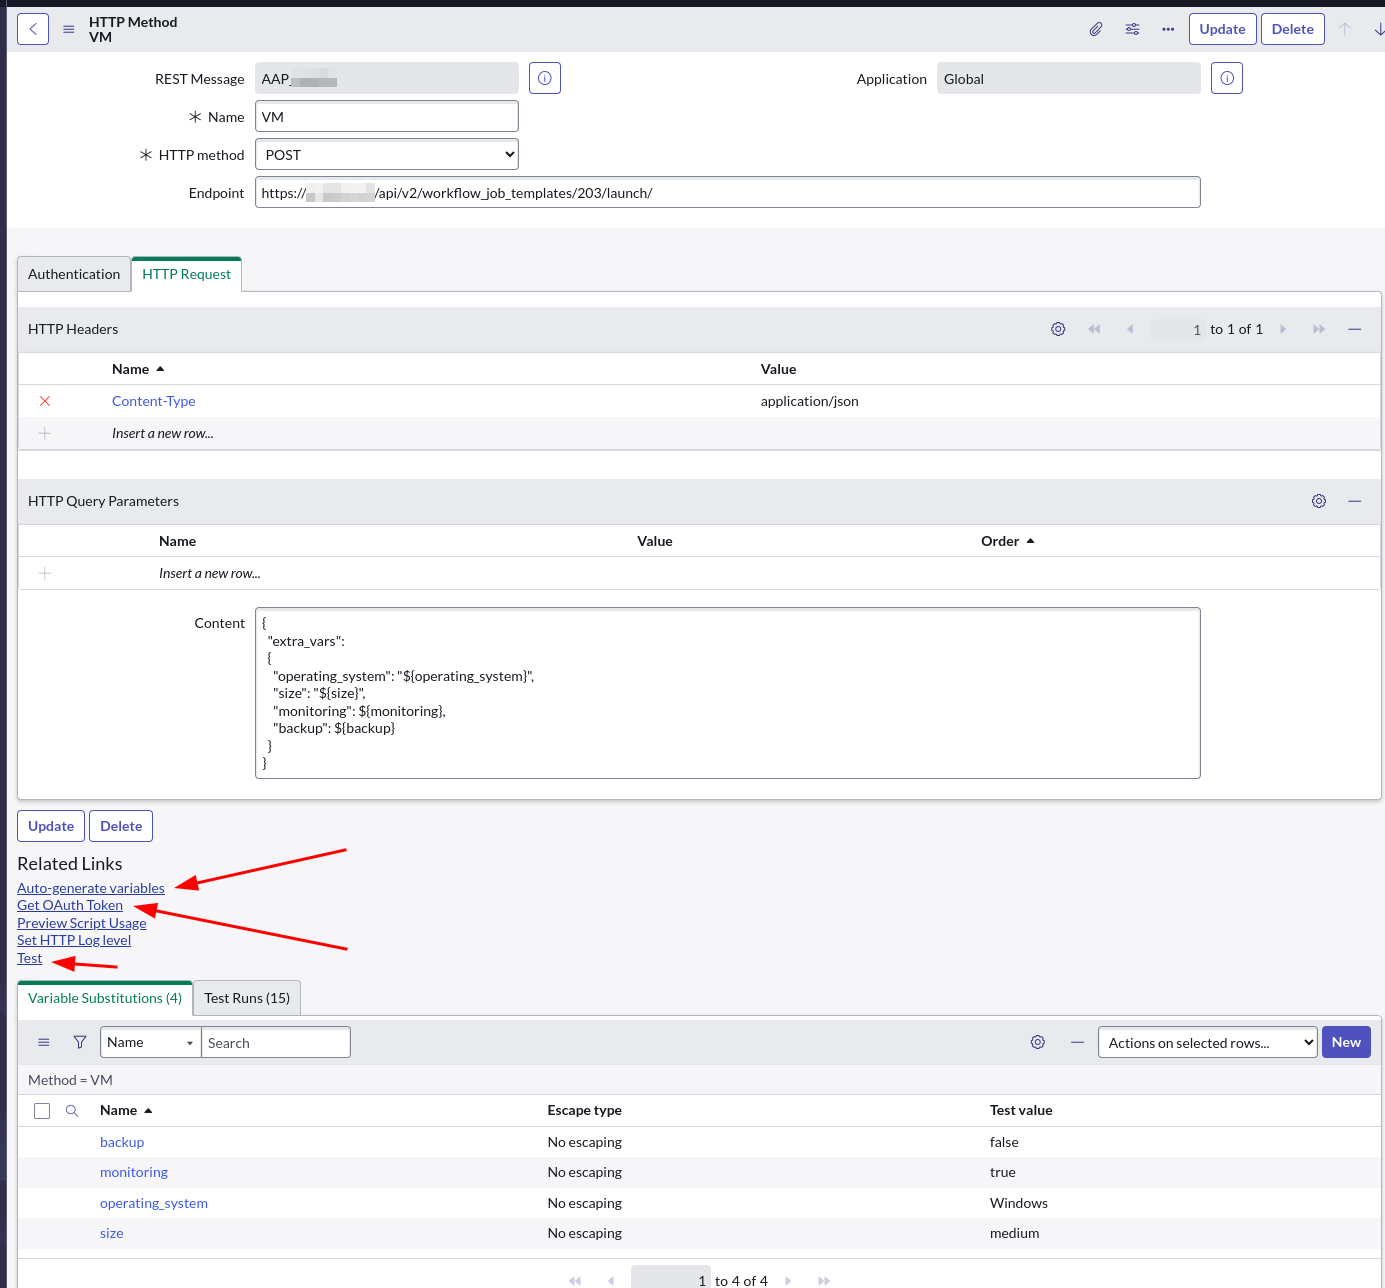 HTTP Method
VM
Update
Delete
REST Message
AAP_
Application
Global
Name
VM
HTTP method
POST
Endpoint
https:// /api/v2/workflow_job_templates/203/launch/
Authentication
HTTP Request
HTTP Headers
1 to 1 of 1
Name
Value
Content-Type
application/json
Insert a new row...
HTTP Query Parameters
Name
Value
Order
Insert a new row...
Content
{
"extra_vars":
{
"operating_system": "${operating_system}",
"size": "${size}",
"monitoring": ${monitoring},
"backup": ${backup}
}
}
Update
Delete
Related Links
Auto-generate variables
Get OAuth Token
Preview Script Usage
Set HTTP Log level
Test
Variable Substitutions (4)
Test Runs (15)
Name
Search
Actions on selected rows...
New
Method = VM
Name
Escape type
Test value
backup
No escaping
false
monitoring
No escaping
true
operating_system
No escaping
Windows
size
No escaping
medium
1 to 4 of 4